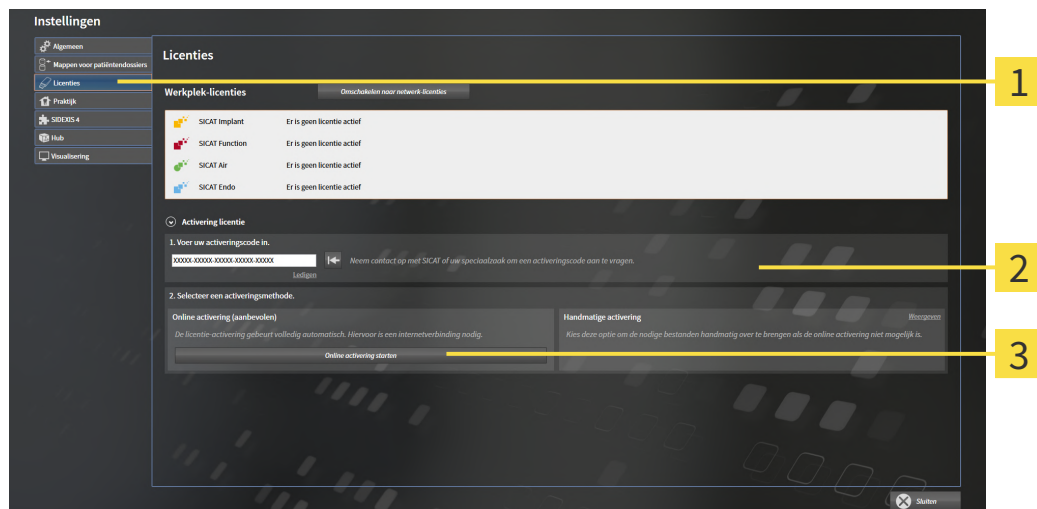 Instellingen
Algemeen
Mappen voor patiëntendossiers
Licenties
Praktijk
SIDEXIS 4
Hub
Visualisering
Licenties
Werkplek-licenties
Omschakelen naar netwerk-licenties
SICAT Implant Er is geen licentie actief
SICAT Function Er is geen licentie actief
SICAT Air Er is geen licentie actief
SICAT Endo Er is geen licentie actief
Activering licentie
1. Voer uw activeringscode in.
XXXXX-XXXXX-XXXXX-XXXXX-XXXXX
Neem contact op met SICAT of uw speciaalzaak om een activeringscode aan te vragen.
Ledigen
2. Selecteer een activeringsmethode.
Online activering (aanbevolen)
De licentie-activering gebeurt volledig automatisch. Hiervoor is een internetverbinding nodig.
Online activering starten
Handmatige activering
Weergeven
Kies deze optie om de nodige bestanden handmatig over te brengen als de online activering niet mogelijk is.
Sluiten
1
2
3